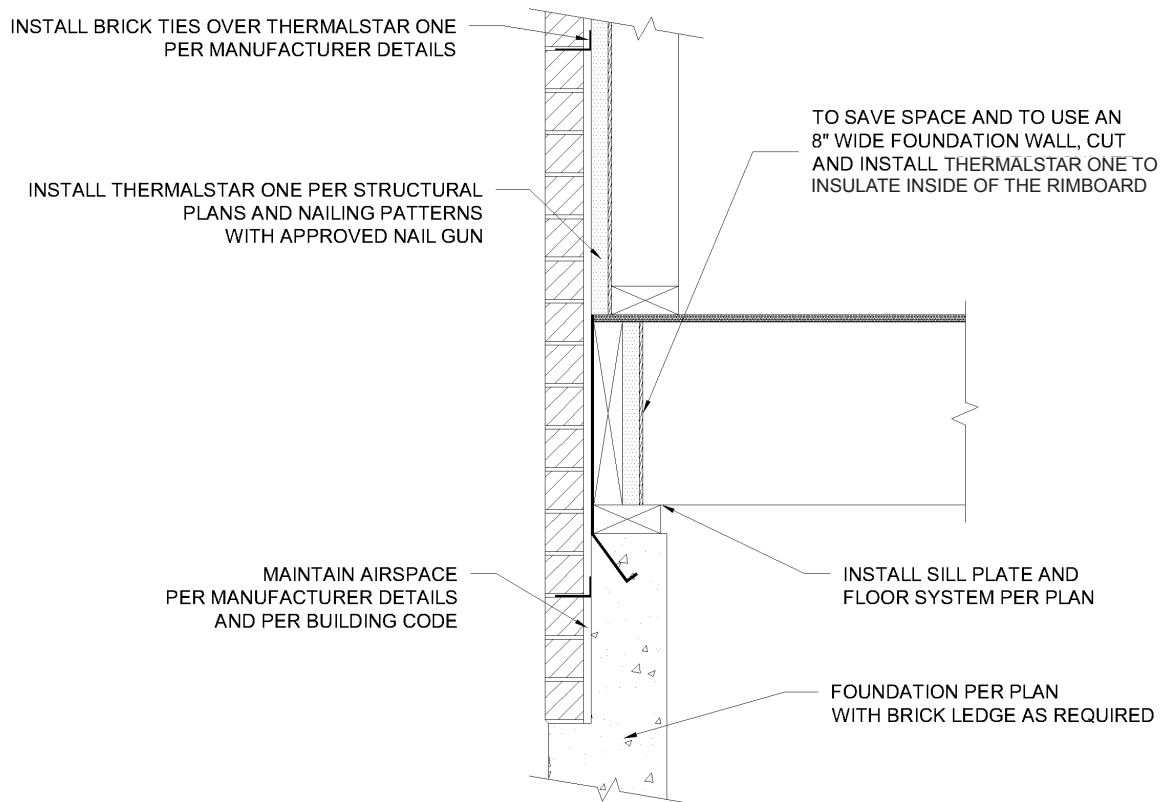 INSTALL BRICK TIES OVER THERMALSTAR ONE
PER MANUFACTURER DETAILS
TO SAVE SPACE AND TO USE AN
8" WIDE FOUNDATION WALL, CUT
AND INSTALL THERMALSTAR ONE TO
INSULATE INSIDE OF THE RIMBOARD
INSTALL THERMALSTAR ONE PER STRUCTURAL
PLANS AND NAILING PATTERNS
WITH APPROVED NAIL GUN
MAINTAIN AIRSPACE
PER MANUFACTURER DETAILS
AND PER BUILDING CODE
INSTALL SILL PLATE AND
FLOOR SYSTEM PER PLAN
FOUNDATION PER PLAN
WITH BRICK LEDGE AS REQUIRED